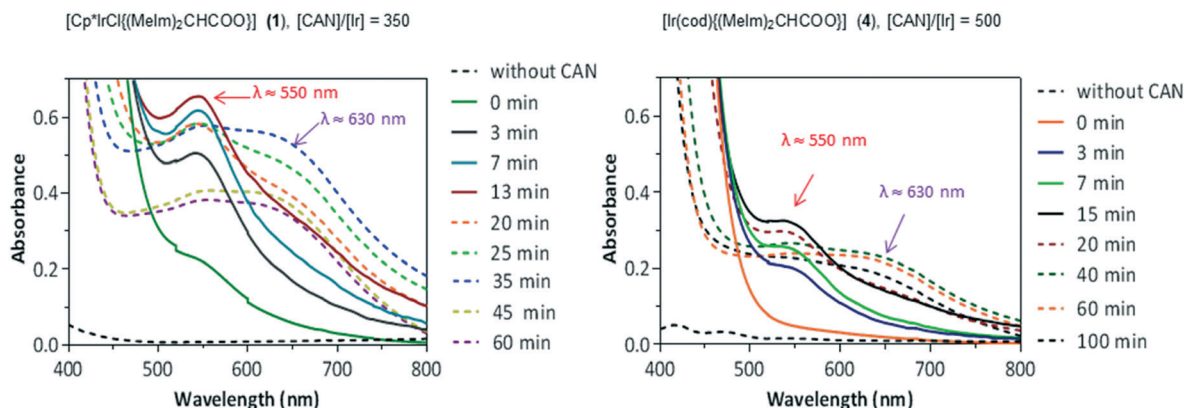 [Cp*IrCl{(MeIm)2CHCOO}] (1), [CAN]/[Ir] = 350
λ ≈ 550 nm
λ ≈ 630 nm
0.6
0.4
0.2
0.0
Absorbance
400 500 600 700 800
Wavelength (nm)
without CAN
0 min
3 min
7 min
13 min
20 min
25 min
35 min
45 min
60 min
[Ir(cod){(MeIm)2CHCOO}] (4), [CAN]/[Ir] = 500
λ≈550 nm
λ≈630 nm
0.6
0.4
0.2
0.0
Absorbance
400 500 600 700 800
Wavelength (nm)
without CAN
0 min
3 min
7 min
15 min
20 min
40 min
60 min
100 min